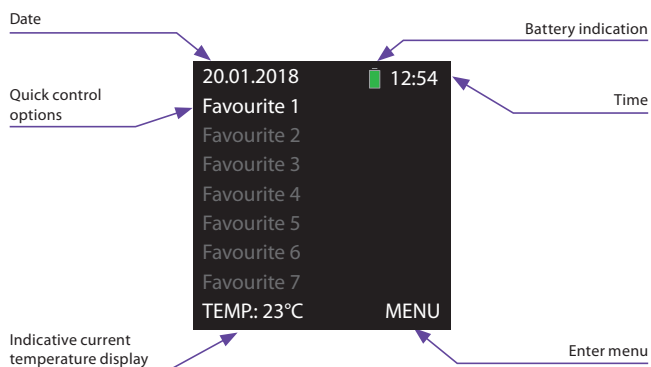 Date
Battery indication
20.01.2018 12:54
Quick control
options
Time
Favourite 1
Favourite 2
Favourite 3
Favourite 4
Favourite 5
Favourite 6
Favourite 7
TEMP.: 23°C MENU
Indicative current
temperature display
Enter menu